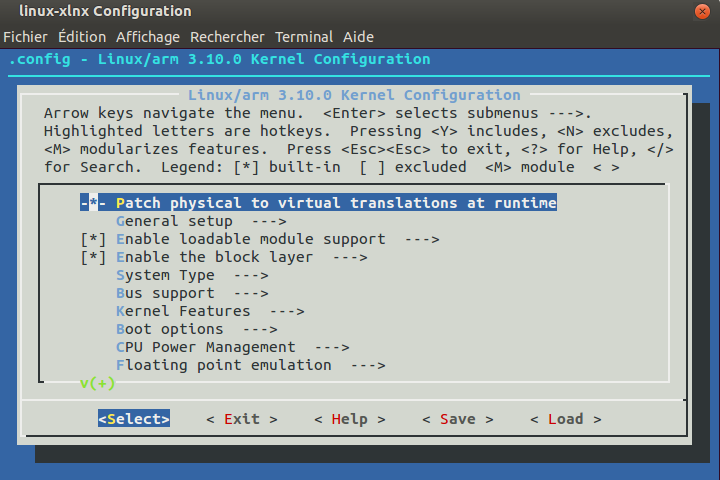 linux-xlnx Configuration
Fichier Édition Affichage Rechercher Terminal Aide
.config - Linux/arm 3.10.0 Kernel Configuration
Linux/arm 3.10.0 Kernel Configuration
Arrow keys navigate the menu.  <Enter> selects submenus --->.
Highlighted letters are hotkeys.  Pressing <Y> includes, <N> excludes,
<M> modularizes features.  Press <Esc><Esc> to exit, <?> for Help, </>
for Search.  Legend: [*] built-in  [ ] excluded  <M> module  < >
-*- Patch physical to virtual translations at runtime
General setup  --->
[*] Enable loadable module support  --->
[*] Enable the block layer  --->
System Type  --->
Bus support  --->
Kernel Features  --->
Boot options  --->
CPU Power Management  --->
Floating point emulation  --->
v(+)
<Select>    < Exit >    < Help >    < Save >    < Load >